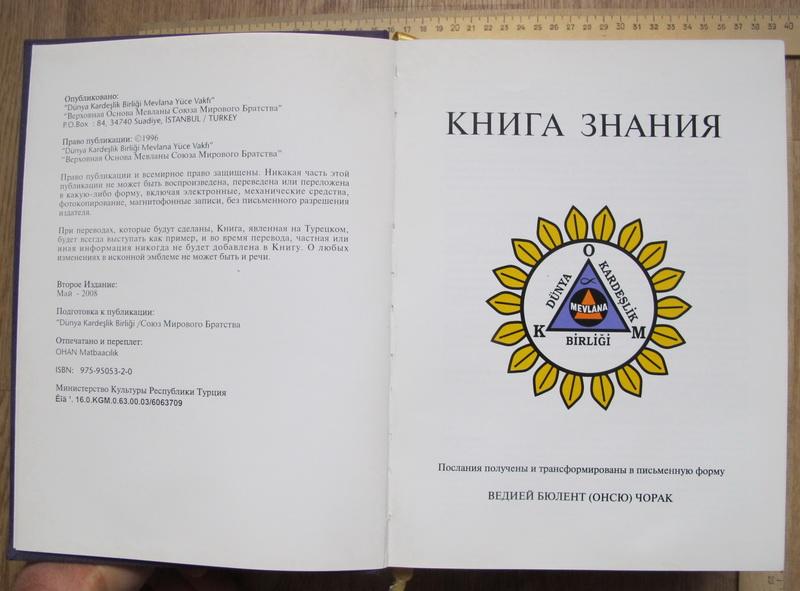 Опубликовано:
"Dünya Kardeşlik Birliği Mevlana Yüce Vakfı"
"Верховная Основа Мевланы Союза Мирового Братства"
P.O.Box : 84, 34740 Suadiye, İSTANBUL / TURKEY
Право публикации: ©1996
"Dünya Kardeşlik Birliği Mevlana Yüce Vakfı"
"Верховная Основа Мевланы Союза Мирового Братства"
Право публикации и всемирное право защищены. Никакая часть этой
публикации не может быть воспроизведена, переведена или переложена
в какую-либо форму, включая электронные, механические средства,
фотокопирование, магнитофонные записи, без письменного разрешения
издателя.
При переводах, которые будут сделаны, Книга, явленная на Турецком,
будет всегда выступать как пример, и во время перевода, частная или
иная информация никогда не будет добавлена в Книгу. О любых
изменениях в исконной эмблеме не может быть и речи.
Второе Издание:
Май - 2008
Подготовка к публикации:
"Dünya Kardeşlik Birliği /Союз Мирового Братства
Отпечатано и переплет:
OHAN Matbaacılık
ISBN: 975-95053-2-0
Министерство Культуры Республики Турция
Êïä '. 16.0.KGM.0.63.00.03/6063709
КНИГА ЗНАНИЯ
O
DÜNYA
KARDEŞLİK
MEVLANA
K
M
BİRLİĞİ
Послания получены и трансформированы в письменную форму
ВЕДИЕЙ БЮЛЕНТ (ОНСЮ) ЧОРАК